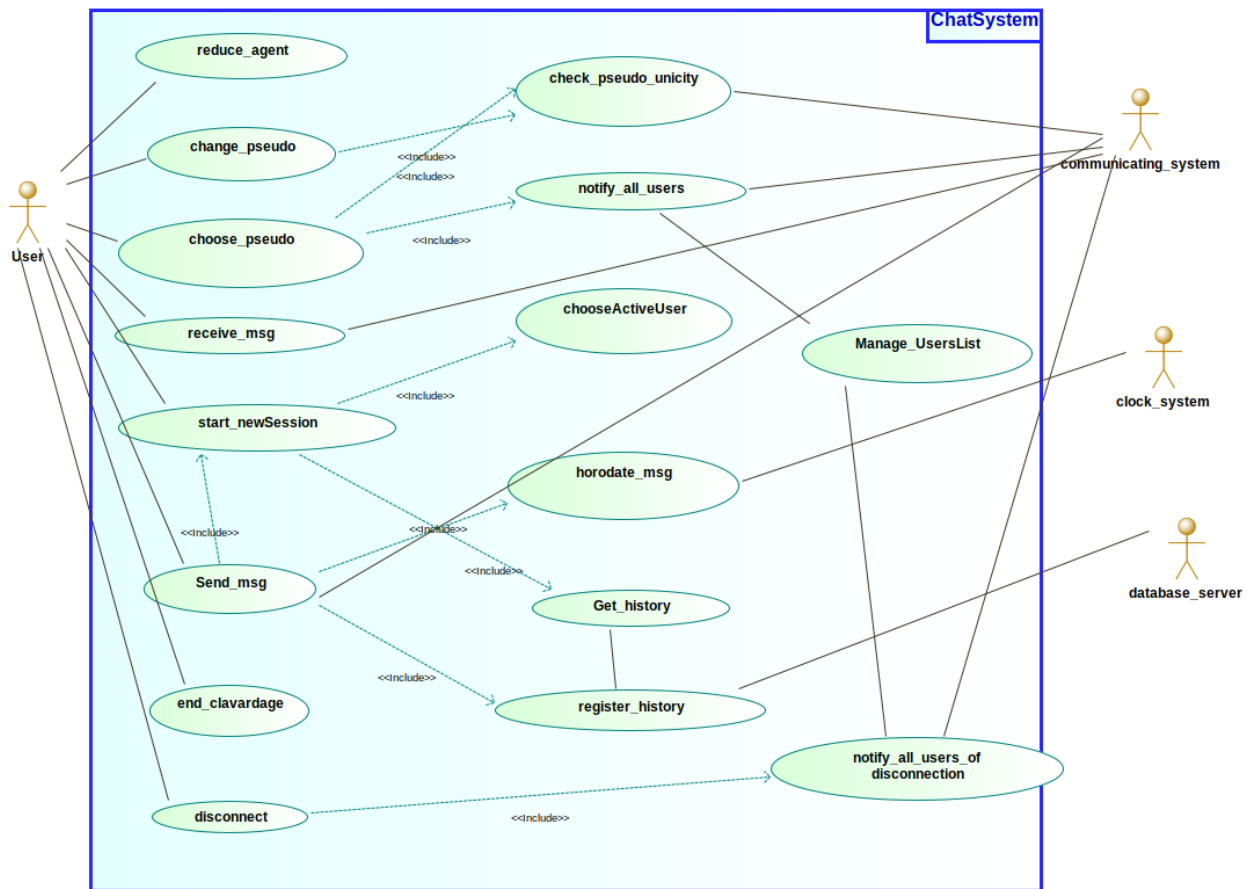 ChatSystem
reduce_agent
check_pseudo_unicity
change_pseudo
<<Include>>
communicating_system
<<Include>>
notify_all_users
choose_pseudo
<<Include>>
User
chooseActiveUser
receive_msg
Manage_UsersList
<<Include>>
clock_system
start_newSession
horodate_msg
<<Include>>
<<Include>>
<<Include>>
Send_msg
Get_history
database_server
<<Include>>
end_clavardage
register_history
notify_all_users_of
disconnection
disconnect
<<Include>>